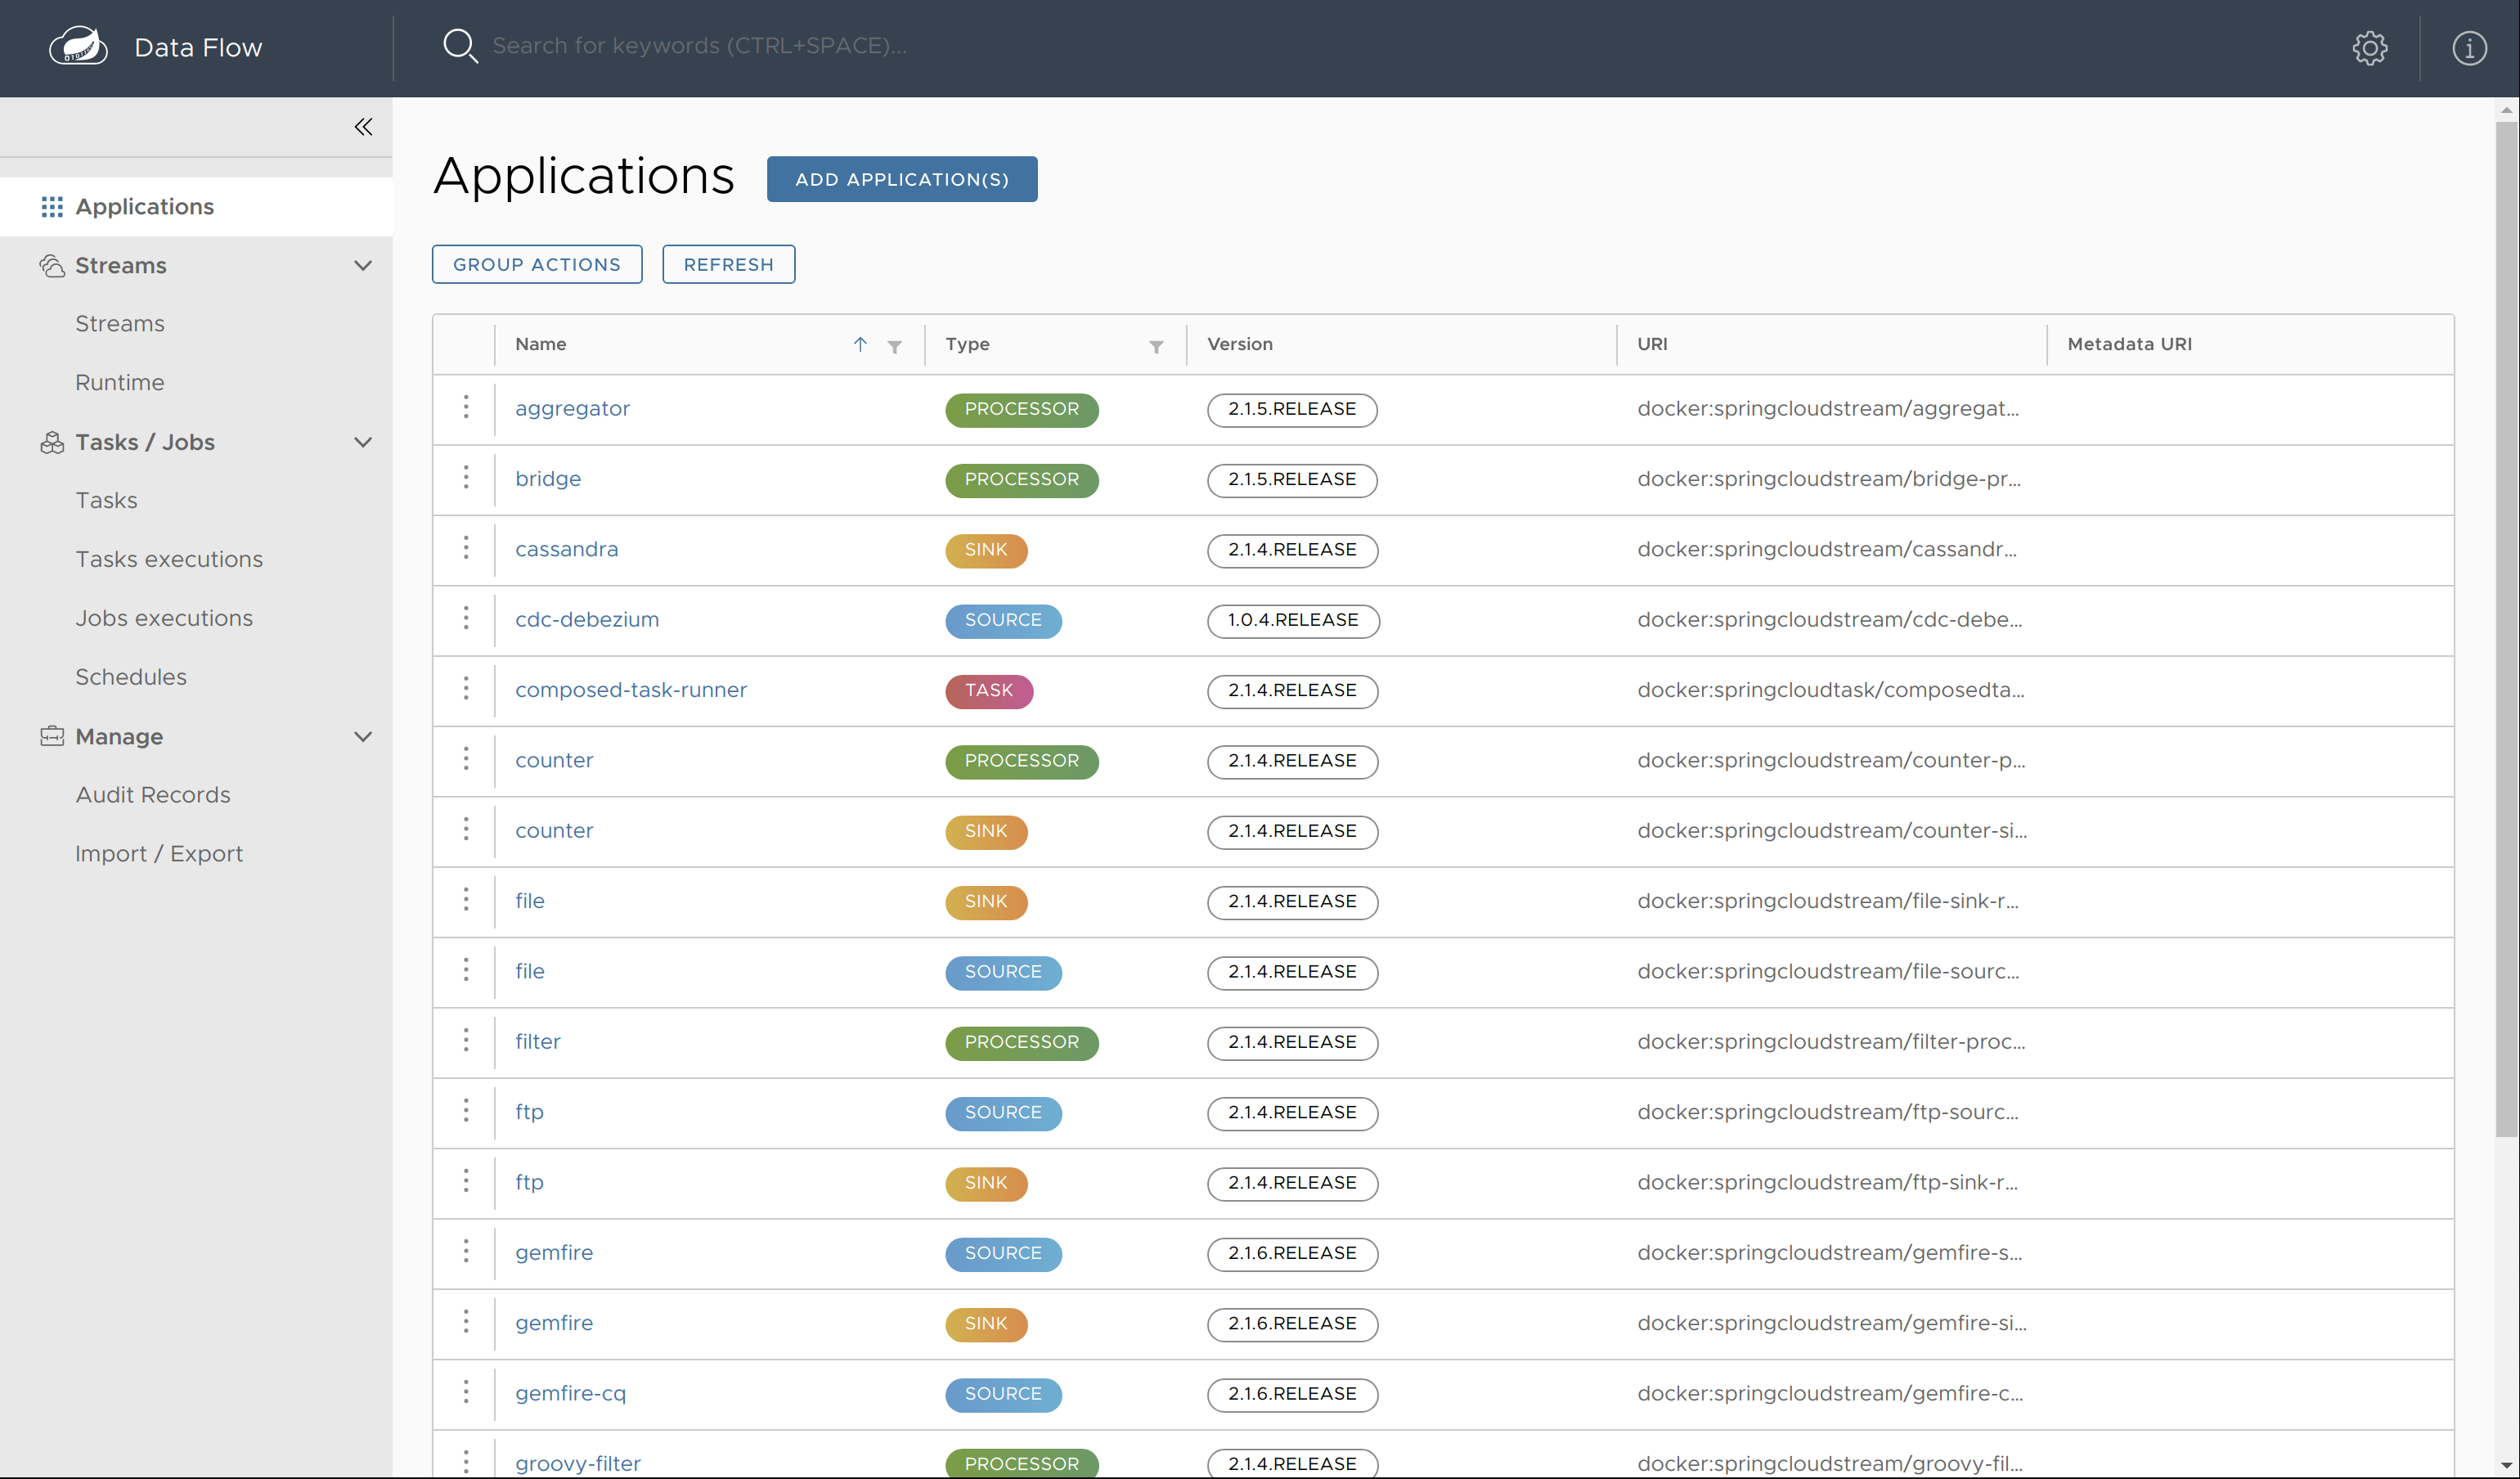 Data Flow
Search for keywords (CTRL+SPACE)...
Applications
Streams
Streams
Runtime
Tasks / Jobs
Tasks
Tasks executions
Jobs executions
Schedules
Manage
Audit Records
Import / Export
Applications ADD APPLICATION(S)
GROUP ACTIONS REFRESH
Name Type Version URI Metadata URI
aggregator PROCESSOR 2.1.5.RELEASE docker:springcloudstream/aggregat...
bridge PROCESSOR 2.1.5.RELEASE docker:springcloudstream/bridge-pr...
cassandra SINK 2.1.4.RELEASE docker:springcloudstream/cassandr...
cdc-debezium SOURCE 1.0.4.RELEASE docker:springcloudstream/cdc-debe...
composed-task-runner TASK 2.1.4.RELEASE docker:springcloudtask/composedta...
counter PROCESSOR 2.1.4.RELEASE docker:springcloudstream/counter-p...
counter SINK 2.1.4.RELEASE docker:springcloudstream/counter-si...
file SINK 2.1.4.RELEASE docker:springcloudstream/file-sink-r...
file SOURCE 2.1.4.RELEASE docker:springcloudstream/file-sourc...
filter PROCESSOR 2.1.4.RELEASE docker:springcloudstream/filter-proc...
ftp SOURCE 2.1.4.RELEASE docker:springcloudstream/ftp-sourc...
ftp SINK 2.1.4.RELEASE docker:springcloudstream/ftp-sink-r...
gemfire SOURCE 2.1.6.RELEASE docker:springcloudstream/gemfire-s...
gemfire SINK 2.1.6.RELEASE docker:springcloudstream/gemfire-si...
gemfire-cq SOURCE 2.1.6.RELEASE docker:springcloudstream/gemfire-c...
groovy-filter PROCESSOR 2.1.4.RELEASE docker:springcloudstream/groovy-fil...